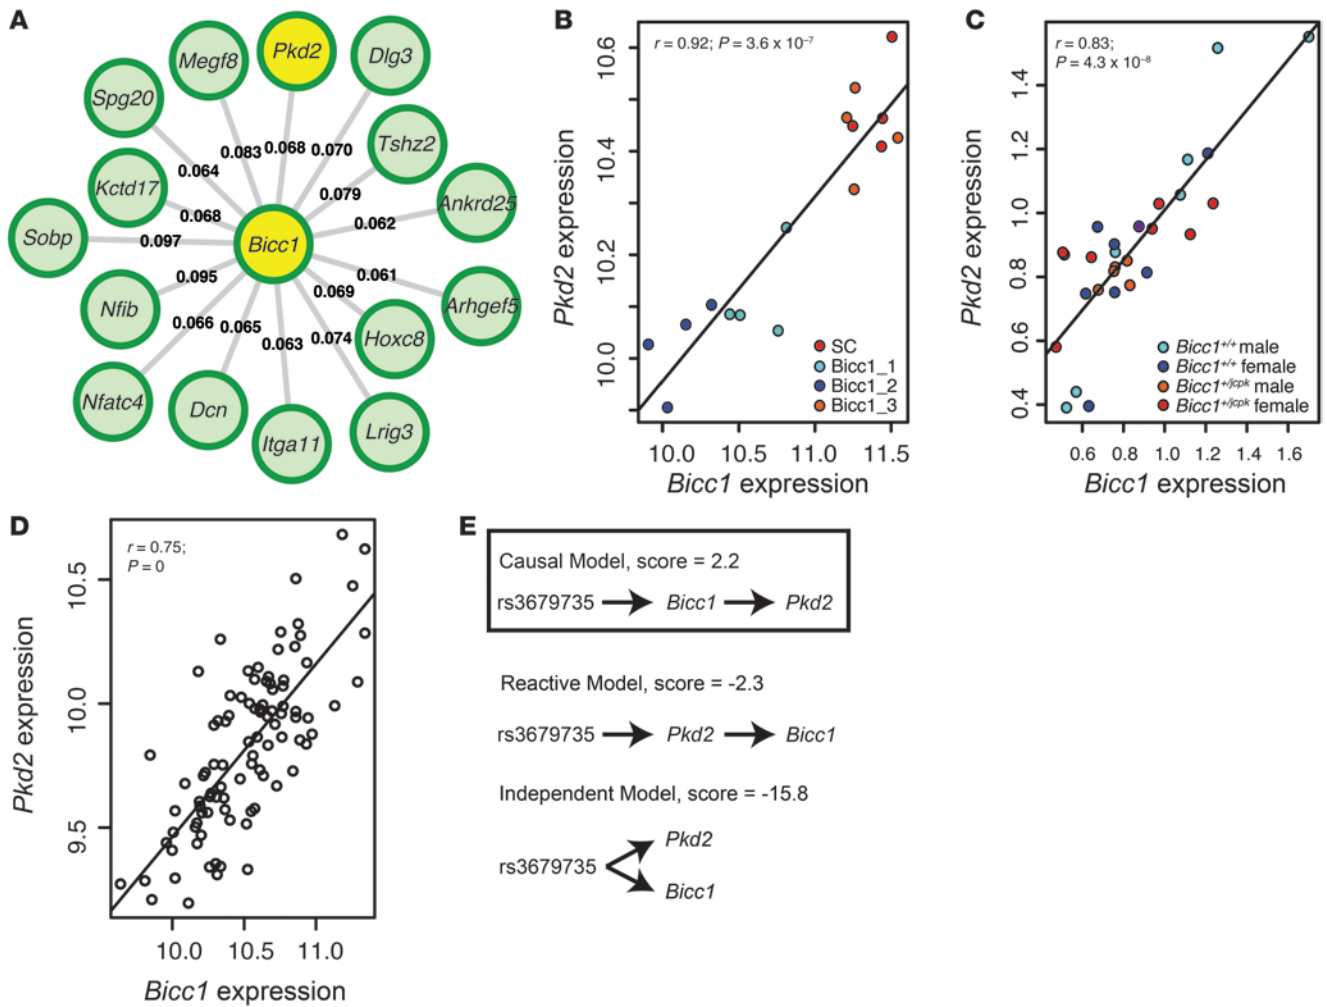 A
Megf8
Pkd2
Dlg3
Spg20
Tshz2
Kctd17
Ankrd25
Sobp
Bicc1
Nfib
Arhgef5
Hoxc8
Nfatc4
Dcn
Itga11
Lrig3
0.083
0.068
0.070
0.064
0.079
0.068
0.062
0.097
0.095
0.061
0.069
0.066
0.065
0.063
0.074
B
r = 0.92; P = 3.6 x 10⁻⁷
Pkd2 expression
10.6
10.4
10.2
10.0
SC
Bicc1_1
Bicc1_2
Bicc1_3
10.0 10.5 11.0 11.5
Bicc1 expression
C
r = 0.83;
P = 4.3 x 10⁻⁸
Pkd2 expression
1.4
1.2
1.0
0.8
0.6
0.4
Bicc1⁺/⁺ male
Bicc1⁺/⁺ female
Bicc1⁺/ʲᶜᵖᵏ male
Bicc1⁺/ʲᶜᵖᵏ female
0.6 0.8 1.0 1.2 1.4 1.6
Bicc1 expression
D
r = 0.75;
P = 0
Pkd2 expression
10.5
10.0
9.5
10.0 10.5 11.0
Bicc1 expression
E
Causal Model, score = 2.2
rs3679735 Bicc1 Pkd2
Reactive Model, score = -2.3
rs3679735 Pkd2 Bicc1
Independent Model, score = -15.8
Pkd2
rs3679735
Bicc1